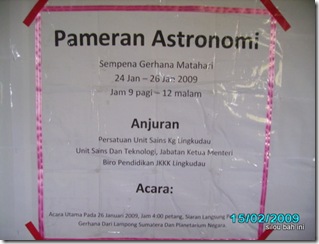 Pameran Astronomi
Sempena Gerhana Matahari
24 Jan – 26 Jan 2009
Jam 9 pagi – 12 malam
Anjuran
Persatuan Unit Sains Kg Lingkudau
Unit Sains Dan Teknologi, Jabatan Ketua Menteri
Biro Pendidikan JKKK Lingkudau
Acara:
Acara Utama Pada 26 Januari 2009, Jam 4:00 petang, Siaran Langsung
Gerhana Dari Lampung Sumatera Dan Planetarium Negara
15/02/2009